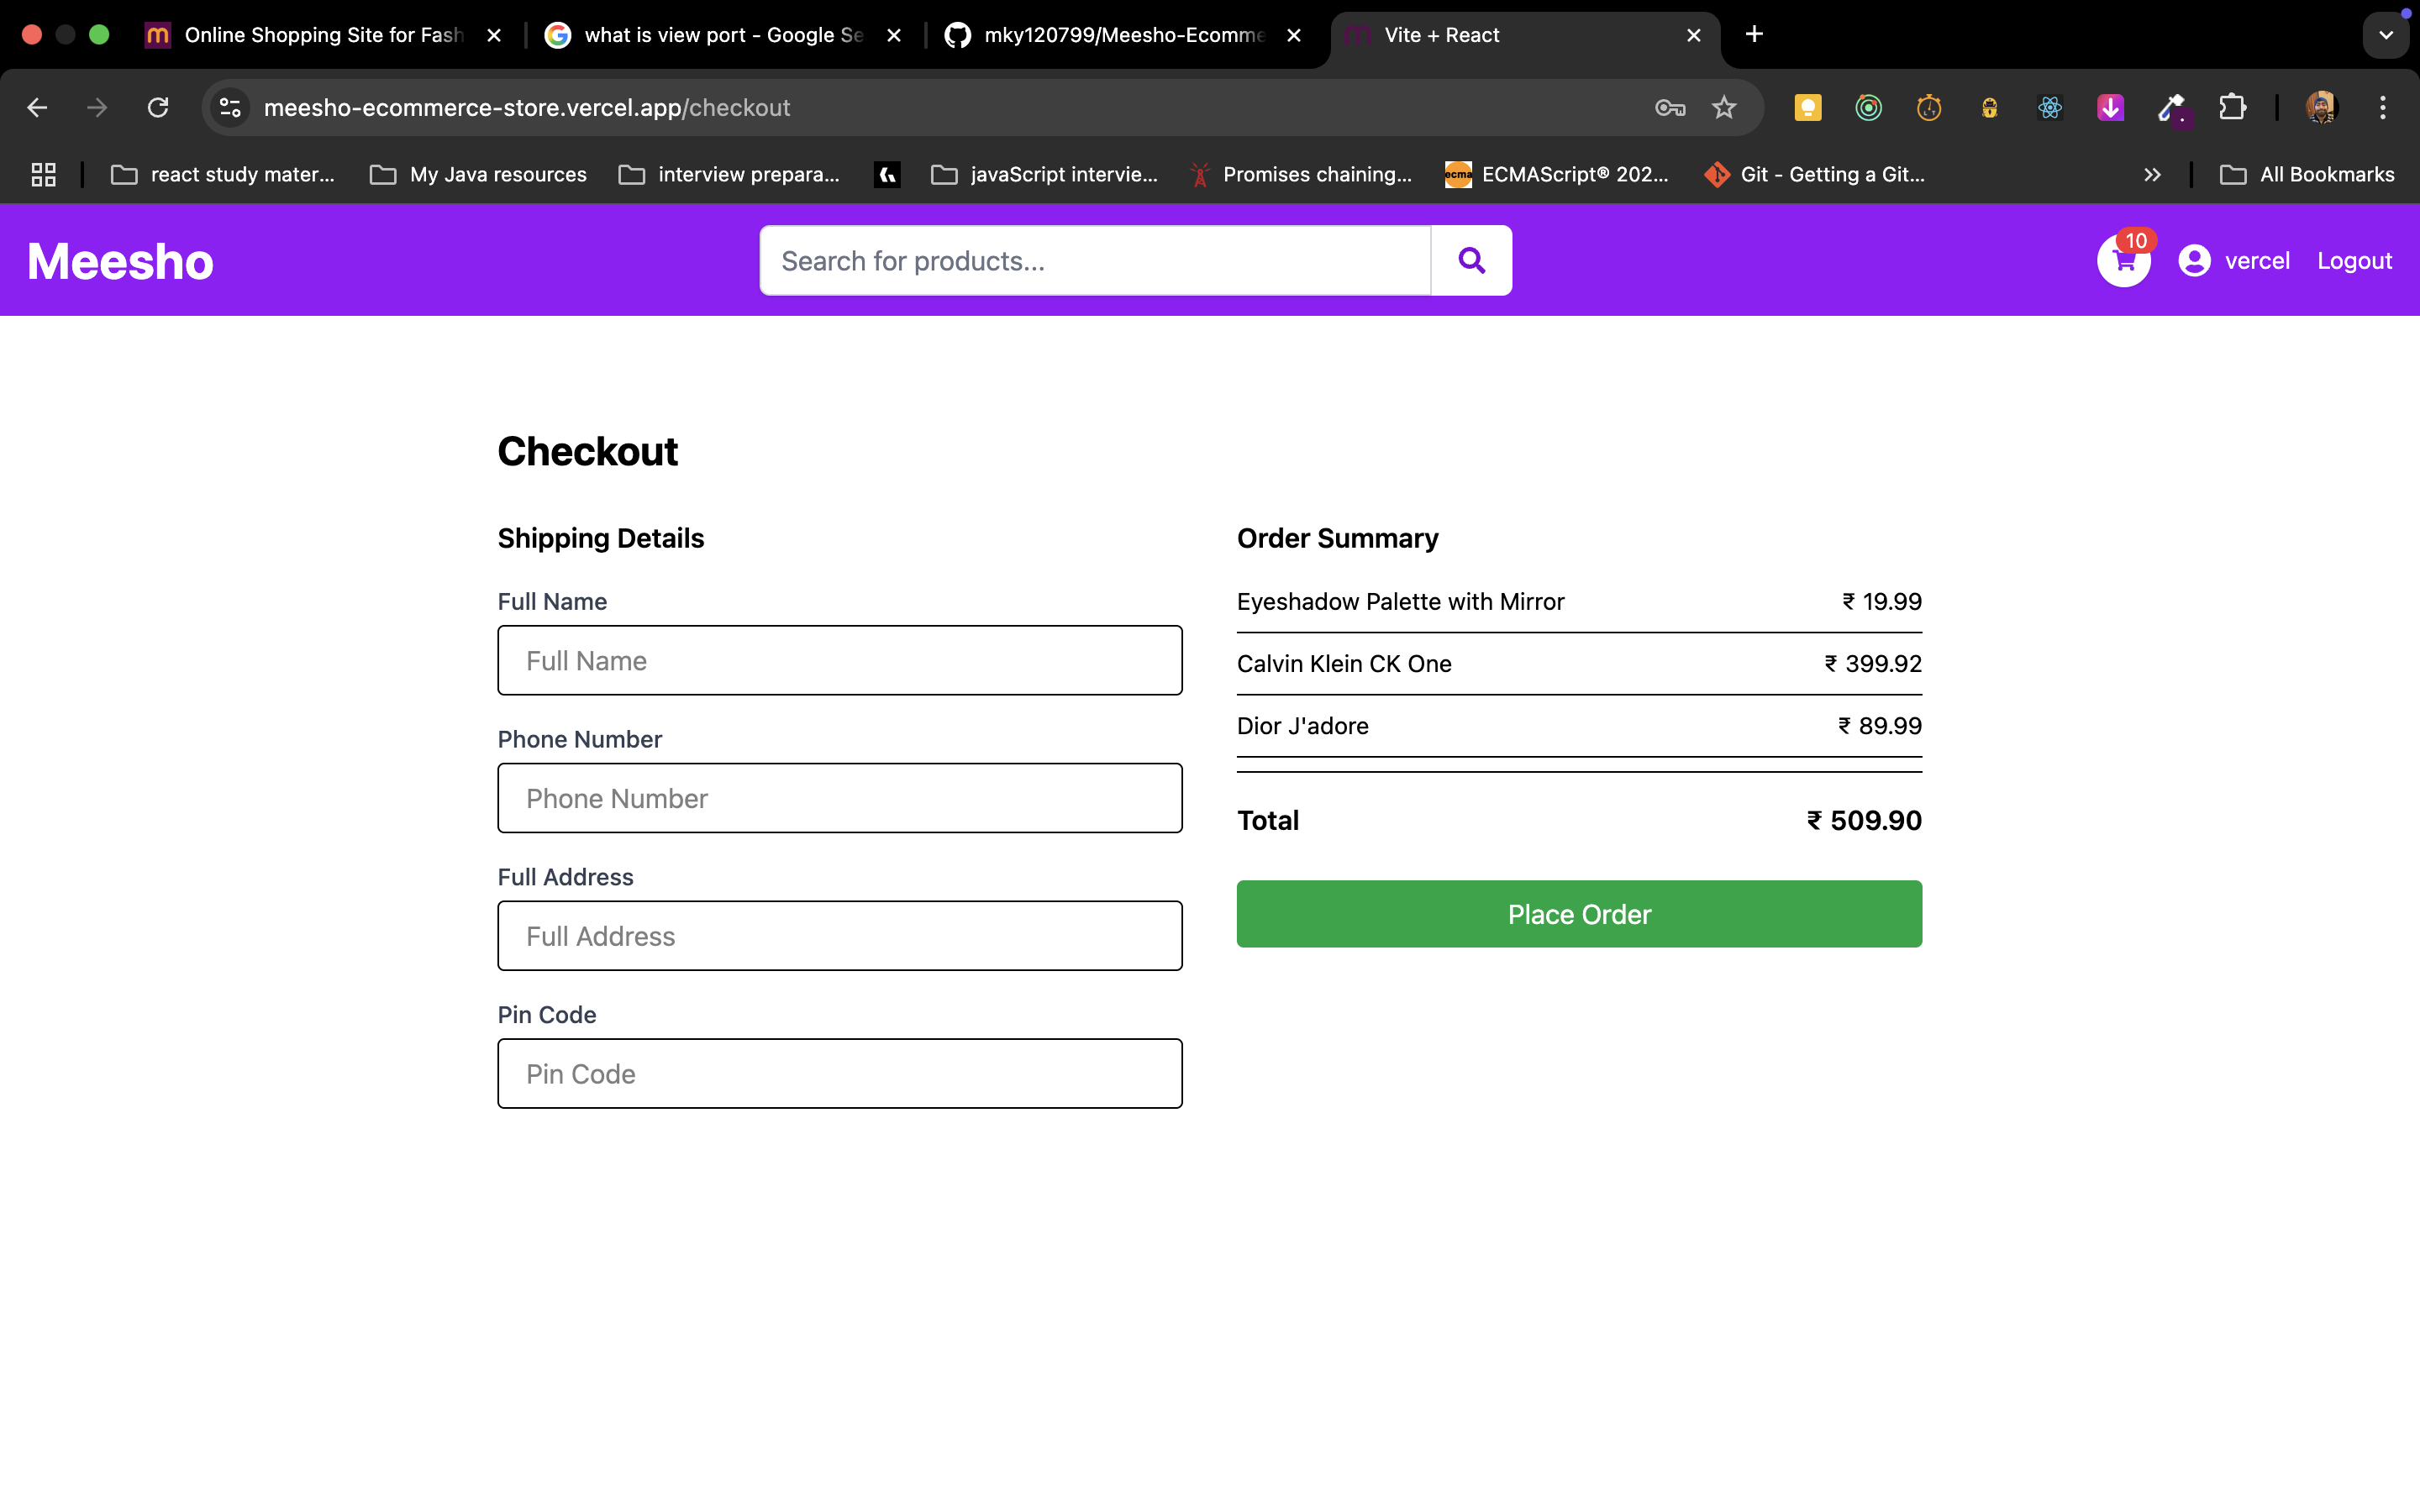 Online Shopping Site for Fash
what is view port - Google Se
mky120799/Meesho-Ecomme
Vite + React
meesho-ecommerce-store.vercel.app/checkout
react study mater...
My Java resources
interview prepara...
javaScript intervie...
Promises chaining...
ecma
ECMAScript® 202...
Git - Getting a Git...
All Bookmarks
Meesho
Search for products...
10
vercel
Logout
Checkout
Shipping Details
Full Name
Full Name
Phone Number
Phone Number
Full Address
Full Address
Pin Code
Pin Code
Order Summary
Eyeshadow Palette with Mirror ₹ 19.99
Calvin Klein CK One ₹ 399.92
Dior J'adore ₹ 89.99
Total ₹ 509.90
Place Order